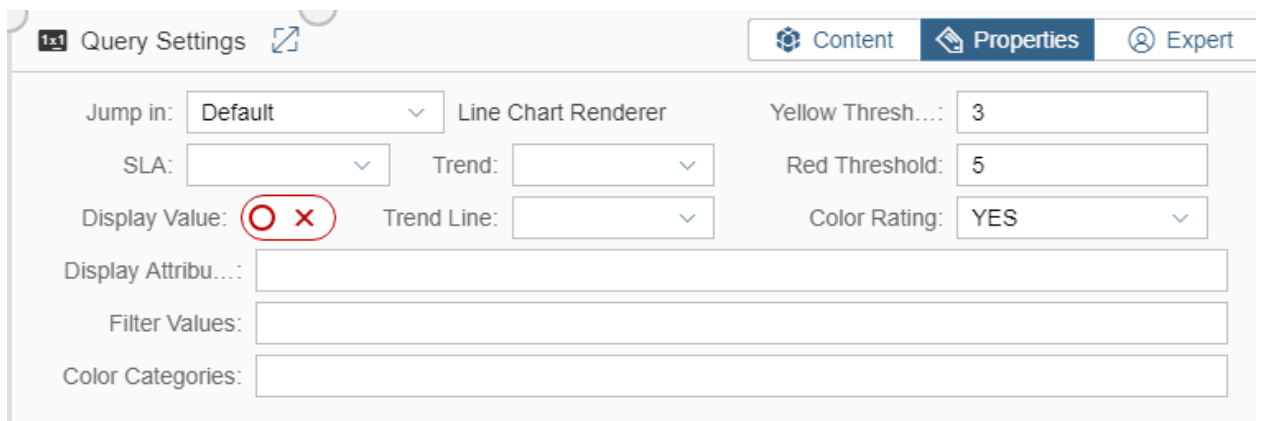 1x1 Query Settings Content Properties Expert
Jump in: Default Line Chart Renderer Yellow Thresh...: 3
SLA: Trend: Red Threshold: 5
Display Value: Trend Line: Color Rating: YES
Display Attribu...:
Filter Values:
Color Categories: